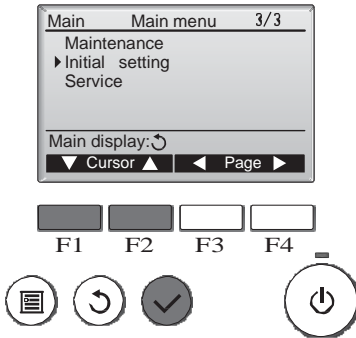 Main Main menu 3/3
Maintenance
Initial setting
Service
Main display:
Cursor Page
F1 F2 F3 F4